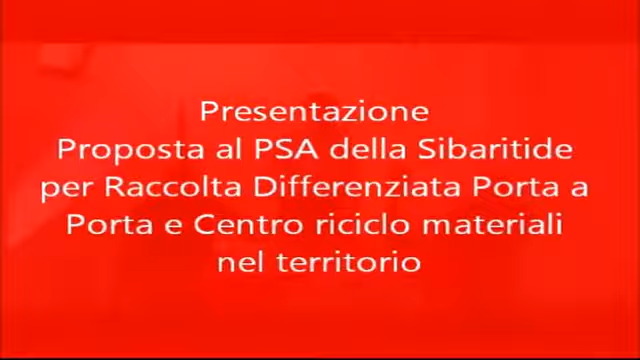 Presentazione
Proposta al PSA della Sibaritide
per Raccolta Differenziata Porta a
Porta e Centro riciclo materiali
nel territorio